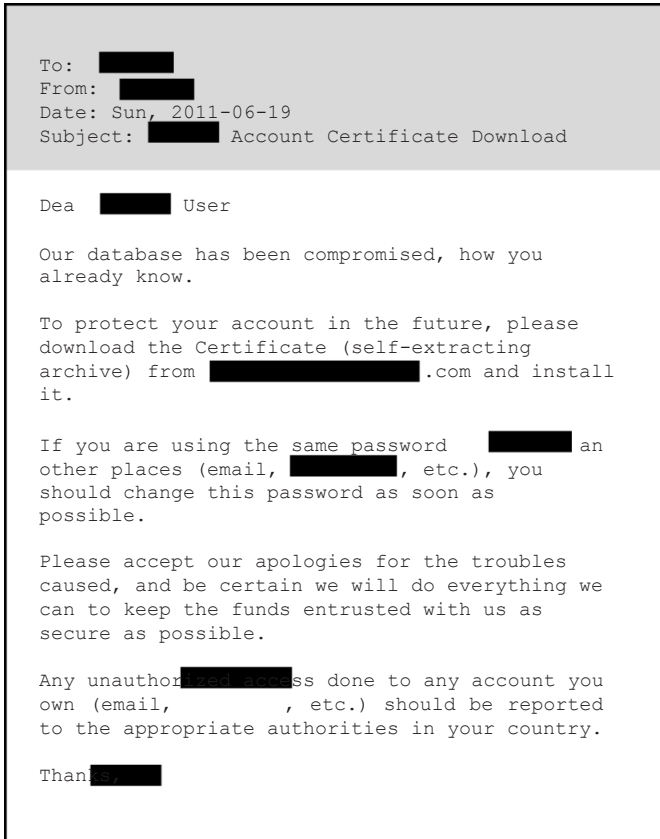 To:
From:
Date: Sun, 2011-06-19
Subject: Account Certificate Download
Dea User
Our database has been compromised, how you
already know.
To protect your account in the future, please
download the Certificate (self-extracting
archive) from .com and install
it.
If you are using the same password an
other places (email, , etc.), you
should change this password as soon as
possible.
Please accept our apologies for the troubles
caused, and be certain we will do everything we
can to keep the funds entrusted with us as
secure as possible.
Any unauthorized access done to any account you
own (email, , etc.) should be reported
to the appropriate authorities in your country.
Thanks,